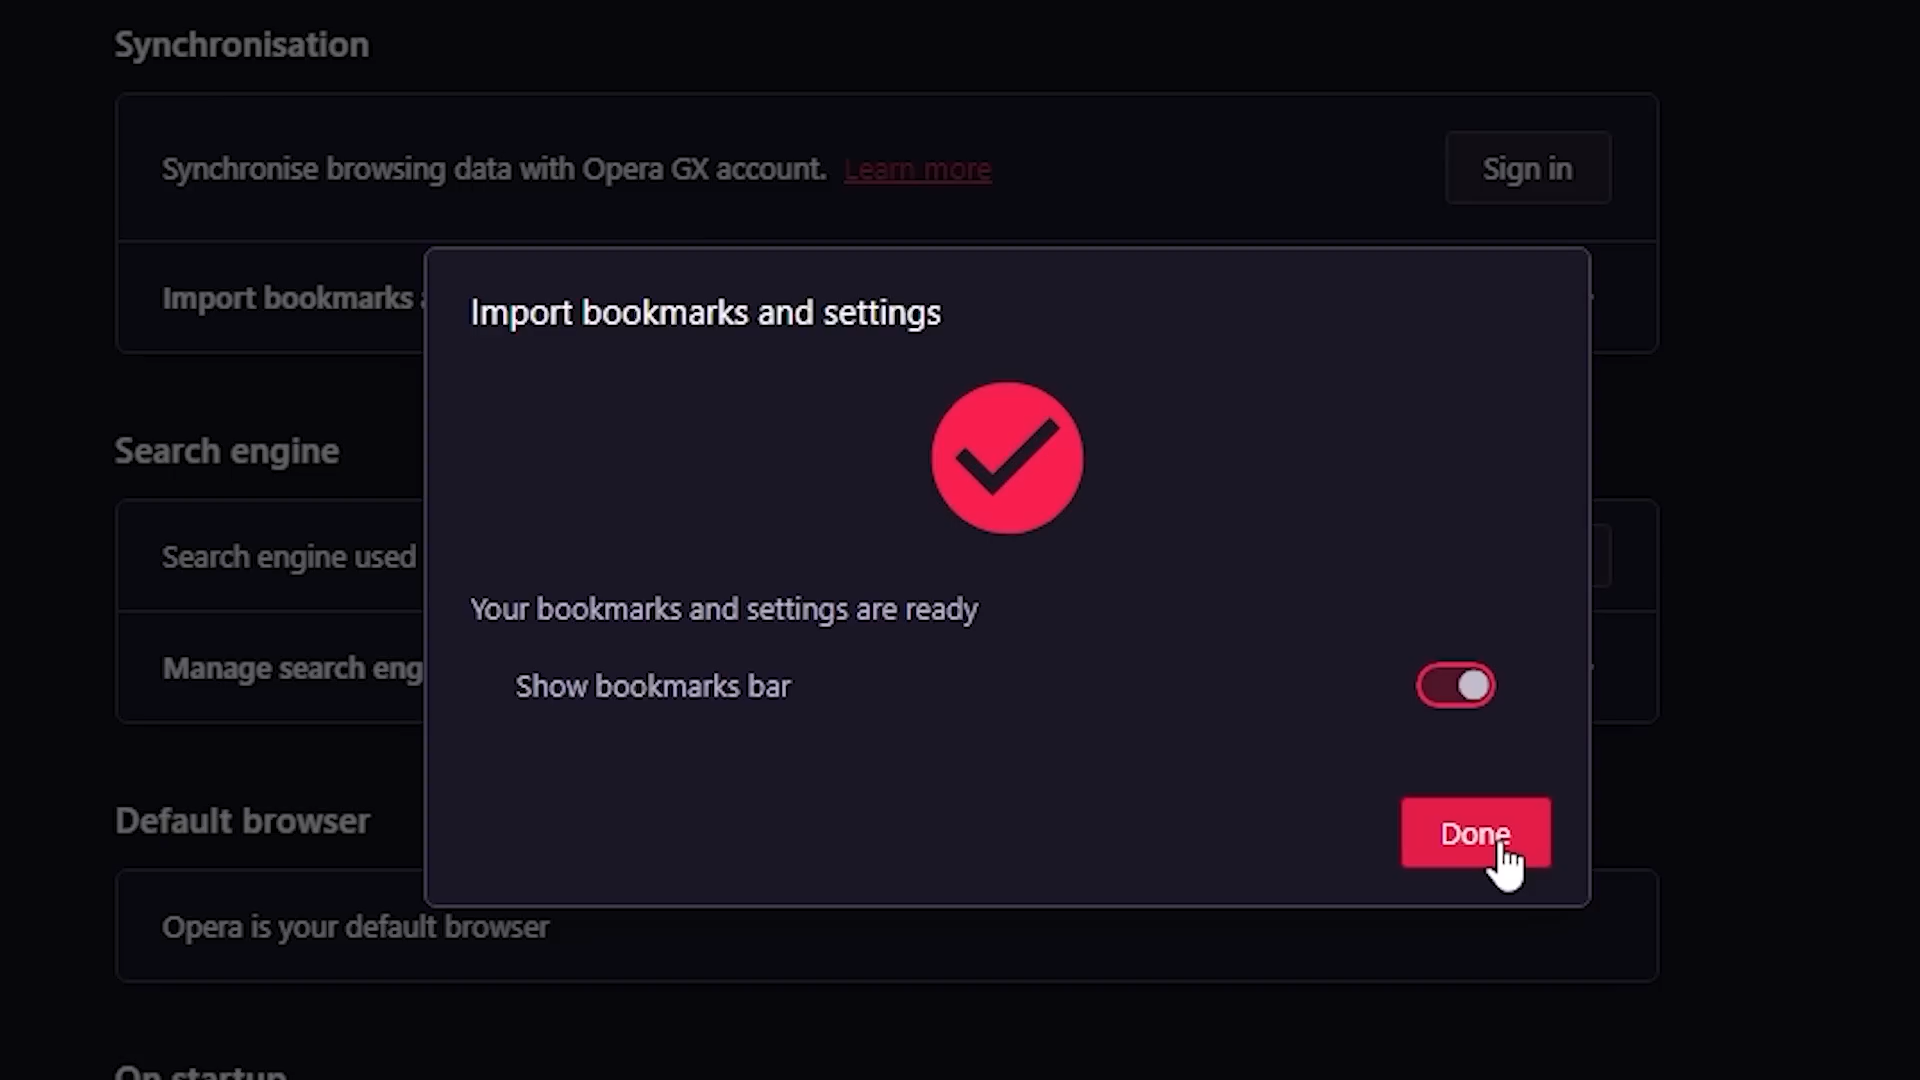 Synchronisation
Synchronise browsing data with Opera GX account. Learn more
Sign in
Import bookmarks
Import bookmarks and settings
Search engine
Search engine used
Your bookmarks and settings are ready
Manage search eng
Show bookmarks bar
Default browser
Done
Opera is your default browser
On startup